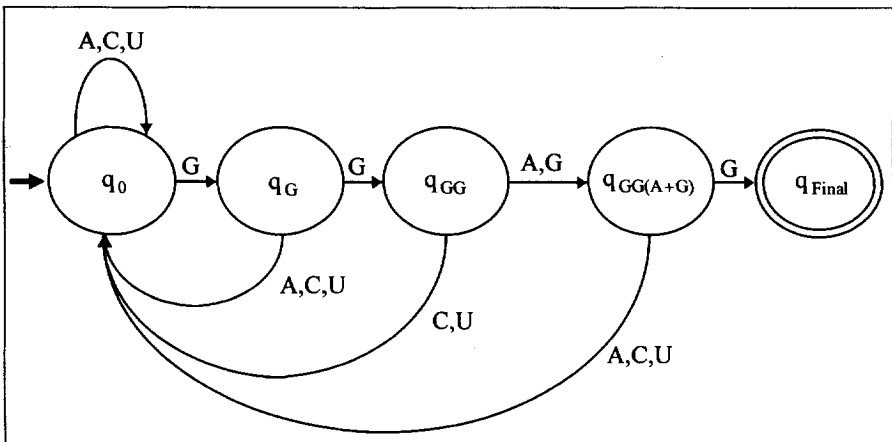 A,C,U
q0 G qG G qGG A,G qGG(A+G) G qFinal
A,C,U
C,U
A,C,U